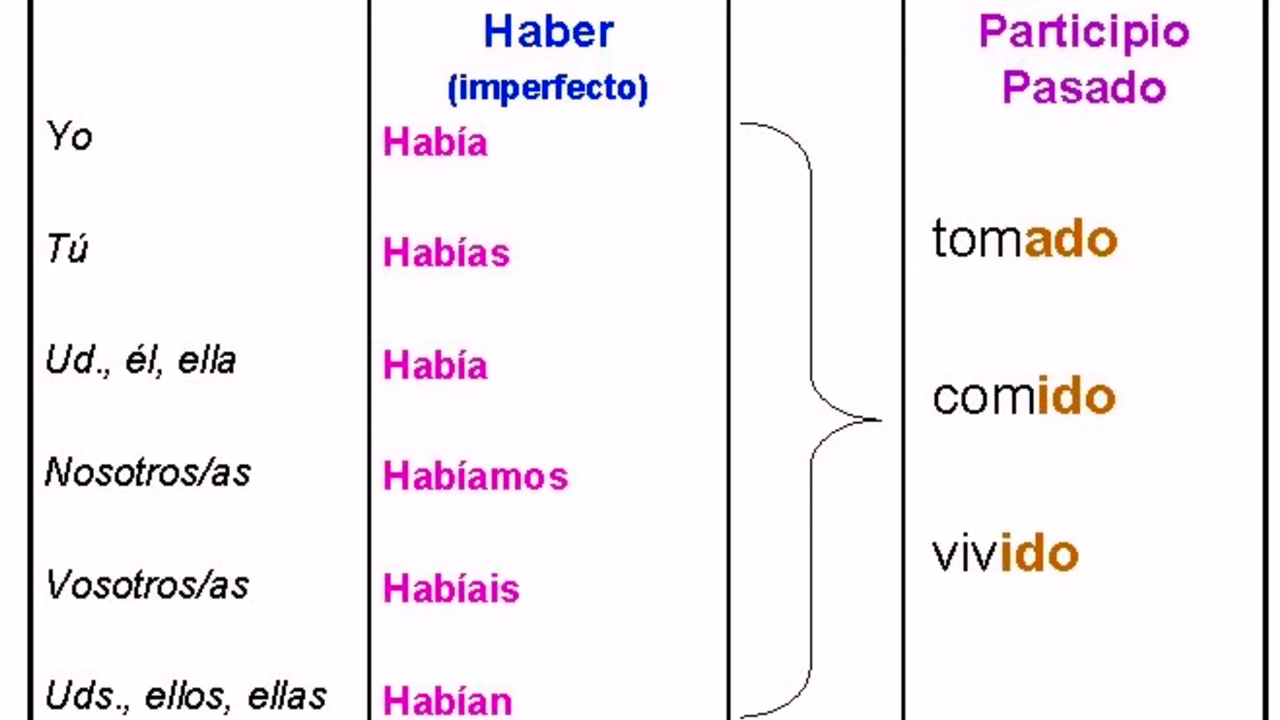 Haber
(imperfecto)
Participio
Pasado
Yo
Había
Tú
Habías
tomado
Ud., él, ella
Había
comido
Nosotros/as
Habíamos
vivido
Vosotros/as
Habíais
Uds., ellos, ellas
Habían